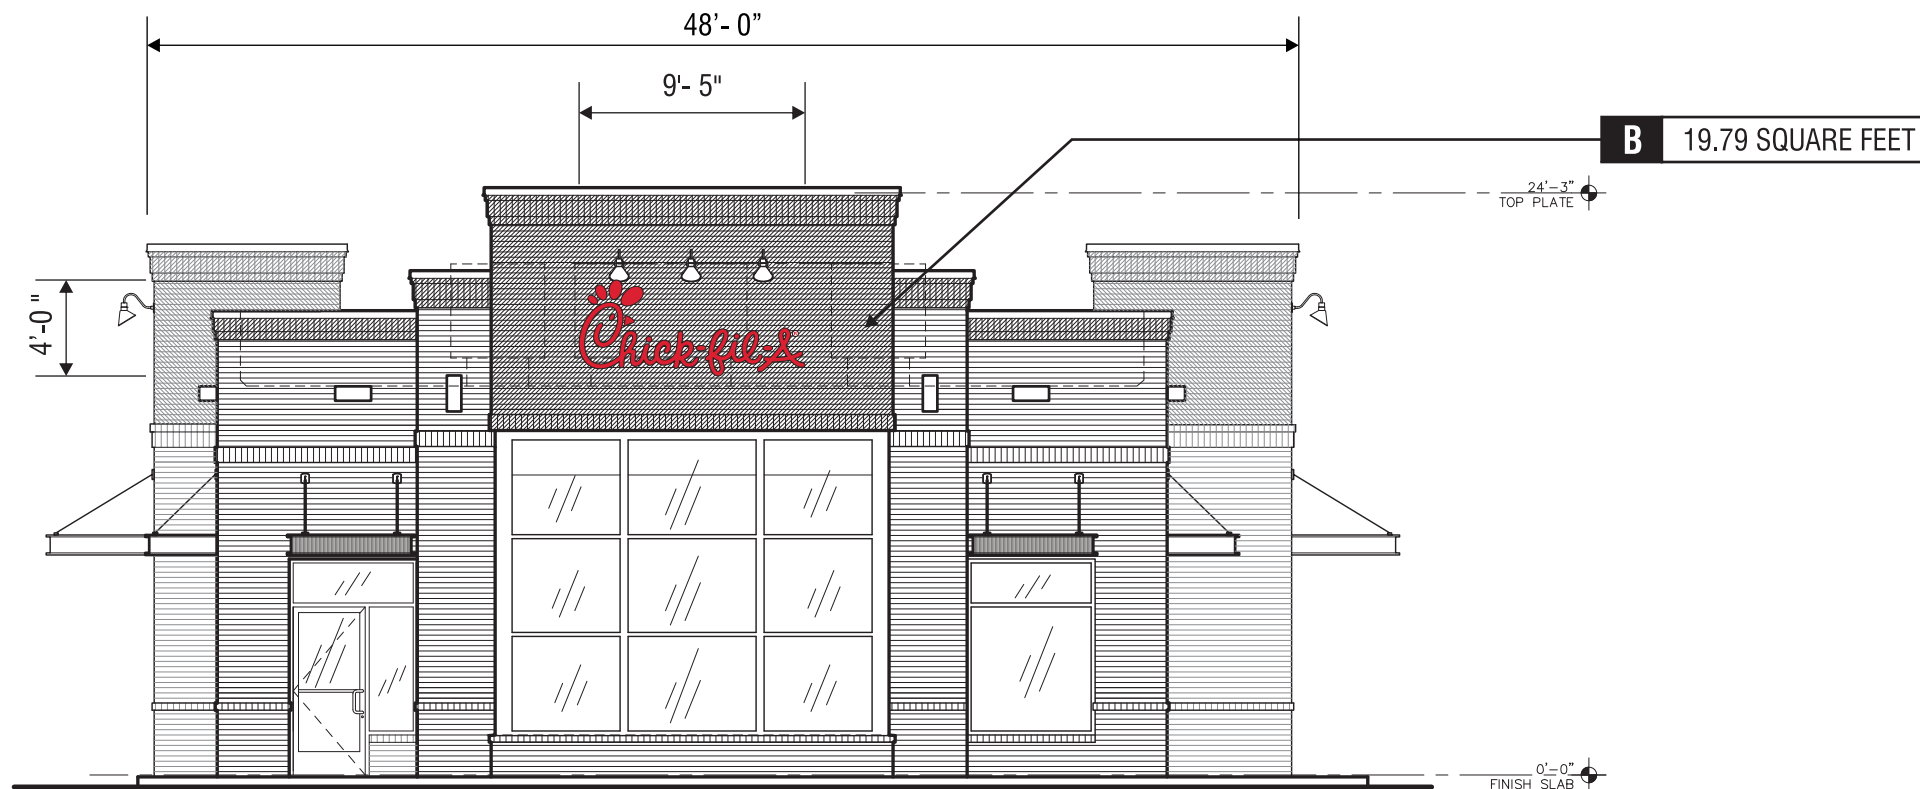 48’- 0”
9'- 5"
B 19.79 SQUARE FEET
24’–3”
TOP PLATE
4’-0 "
Chick-fil-A®
0’–0”
FINISH SLAB